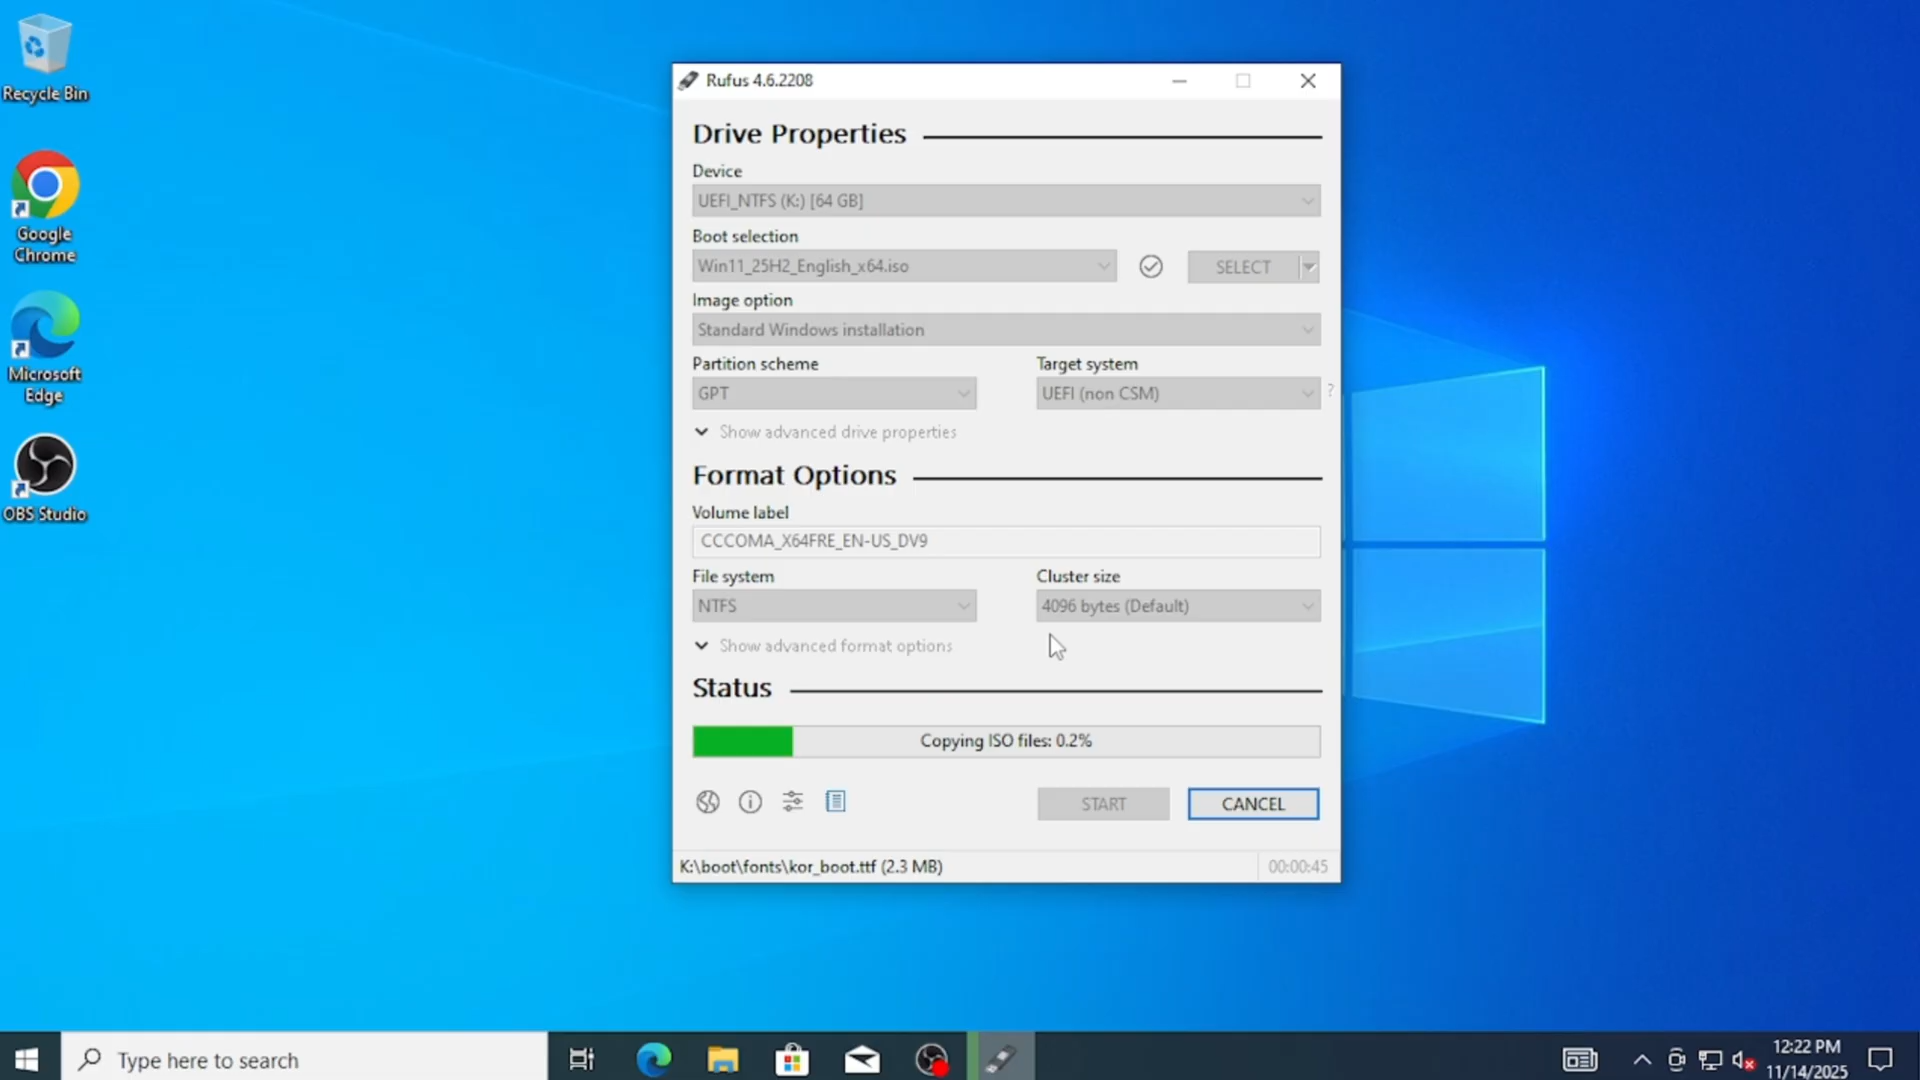 Recycle Bin
Google
Chrome
Microsoft
Edge
OBS Studio
Rufus 4.6.2208
Drive Properties
Device
UEFI_NTFS (K:) [64 GB]
Boot selection
Win11_25H2_English_x64.iso
SELECT
Image option
Standard Windows installation
Partition scheme
Target system
GPT
UEFI (non CSM)
?
Show advanced drive properties
Format Options
Volume label
CCCOMA_X64FRE_EN-US_DV9
File system
Cluster size
NTFS
4096 bytes (Default)
Show advanced format options
Status
Copying ISO files: 0.2%
START
CANCEL
K:\boot\fonts\kor_boot.ttf (2.3 MB)
00:00:45
Type here to search
12:22 PM
11/14/2025